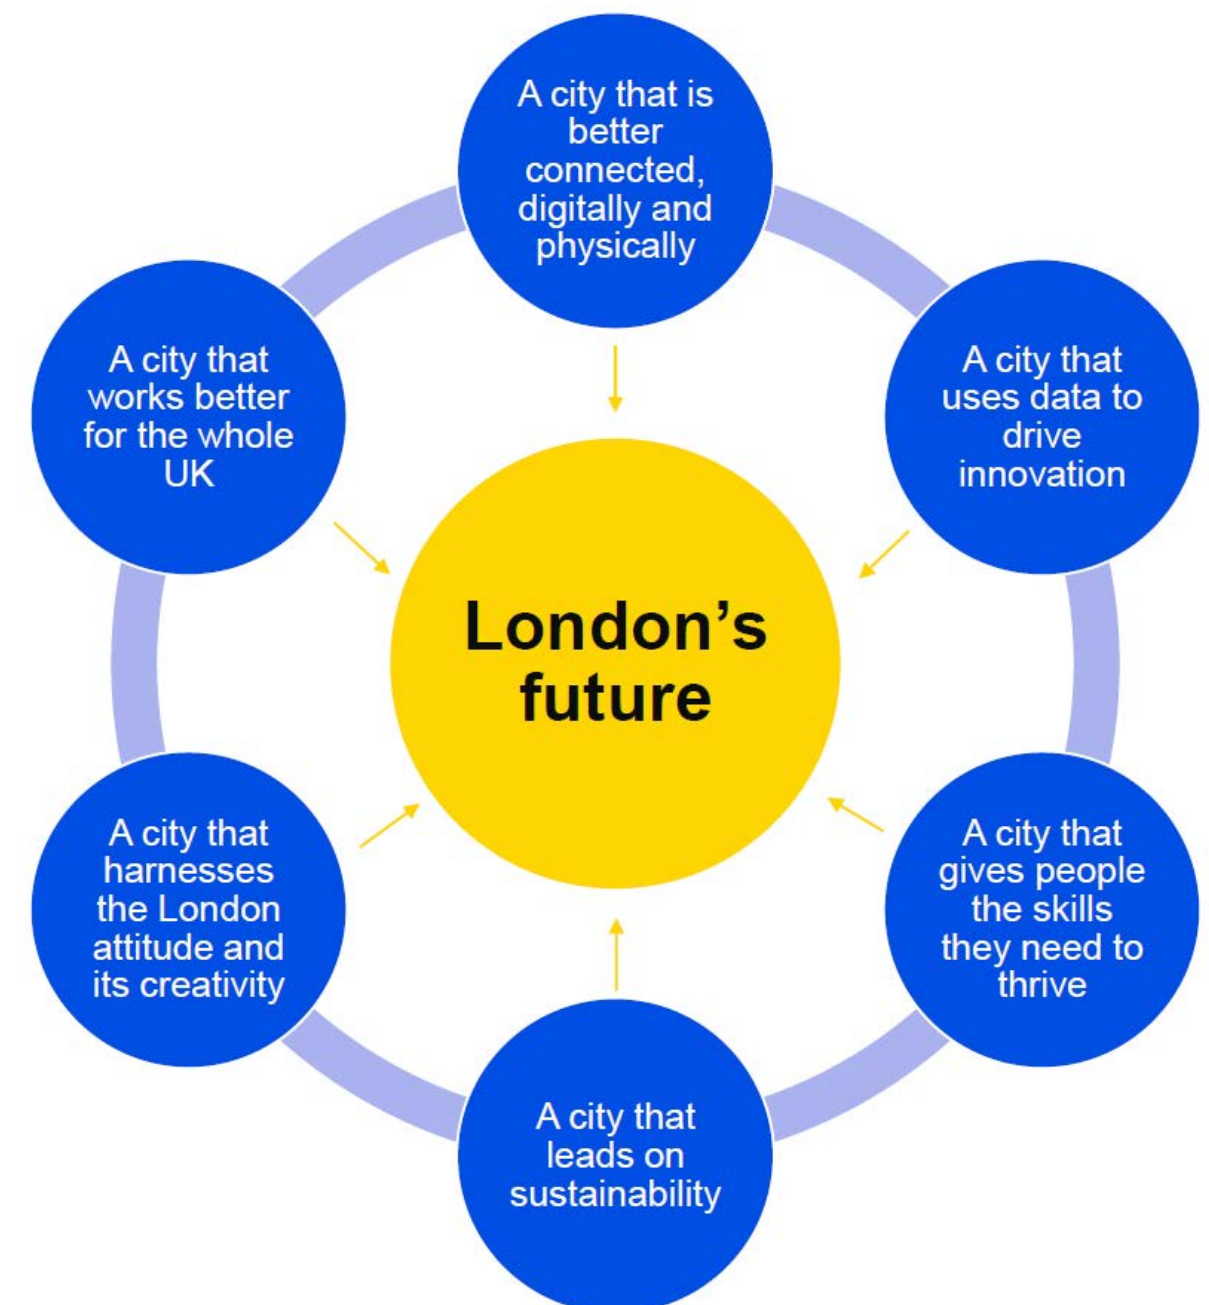 A city that is
better
connected,
digitally and
physically
A city that
uses data to
drive
innovation
A city that
gives people
the skills
they need to
thrive
A city that
leads on
sustainability
A city that
harnesses
the London
attitude and
its creativity
A city that
works better
for the whole
UK
London’s
future